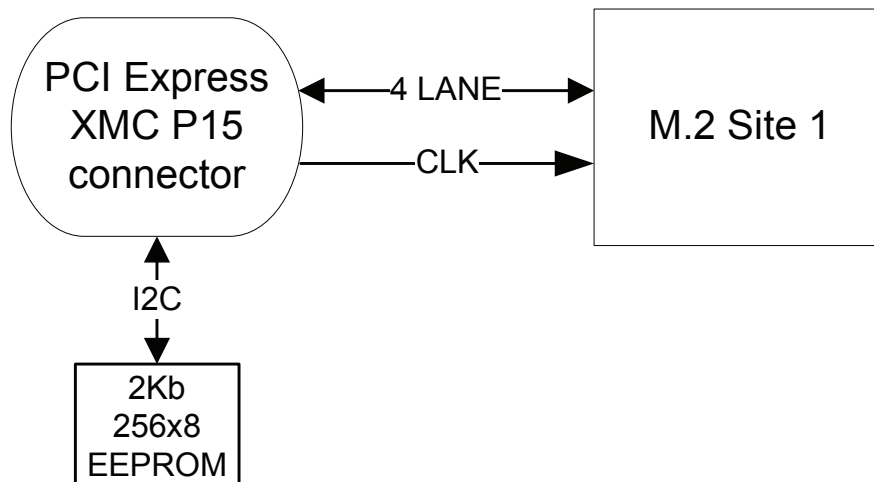 PCI Express
XMC P15
connector
4 LANE
CLK
M.2 Site 1
I2C
2Kb
256x8
EEPROM